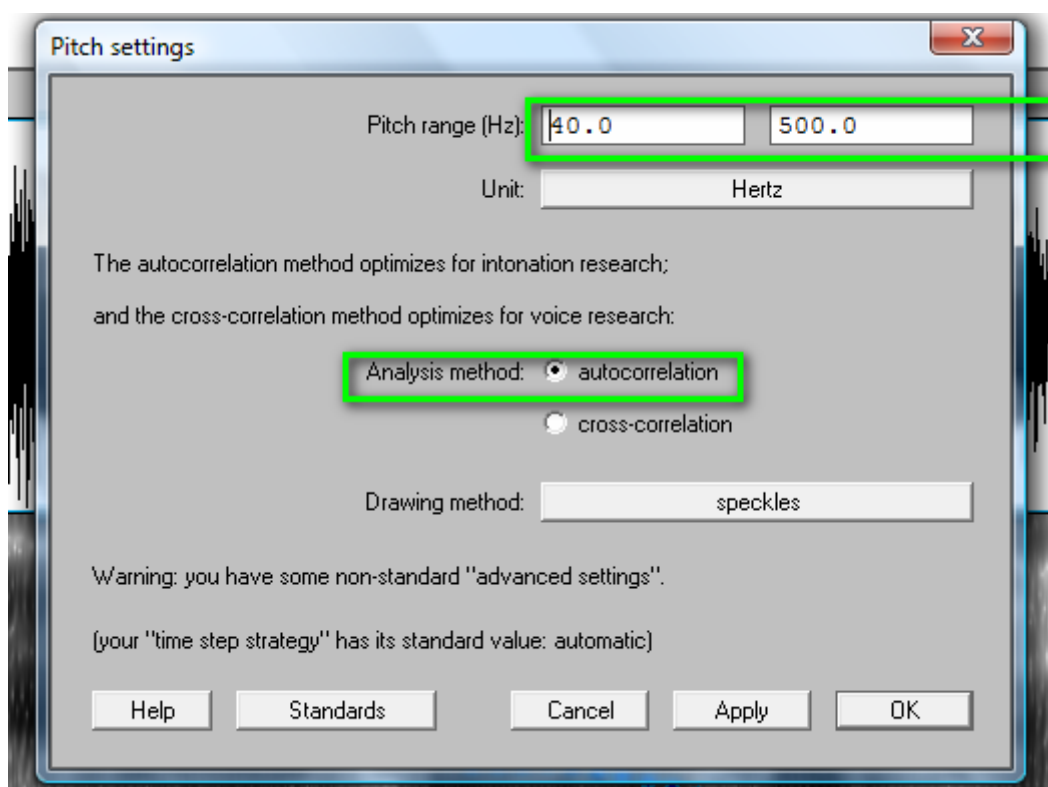 Pitch settings
Pitch range (Hz): 40.0 500.0
Unit: Hertz
The autocorrelation method optimizes for intonation research;
and the cross-correlation method optimizes for voice research:
Analysis method: autocorrelation
cross-correlation
Drawing method: speckles
Warning: you have some non-standard "advanced settings".
(your "time step strategy" has its standard value: automatic)
Help Standards Cancel Apply OK